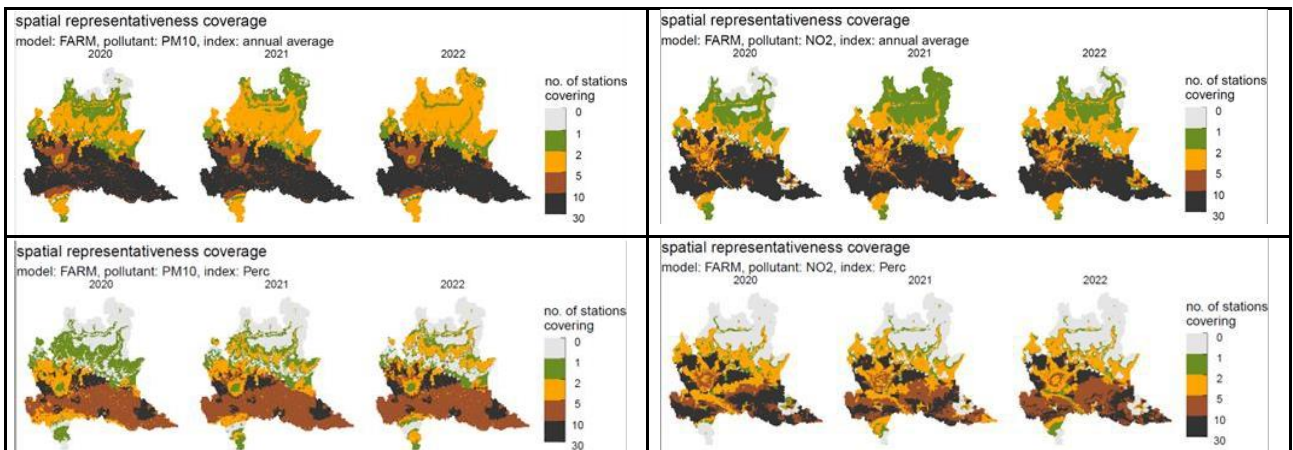 spatial representativeness coverage
model: FARM, pollutant: PM10, index: annual average
2020 2021 2022
no. of stations
covering
0
1
2
5
10
30
spatial representativeness coverage
model: FARM, pollutant: NO2, index: annual average
2020 2021 2022
no. of stations
covering
0
1
2
5
10
30
spatial representativeness coverage
model: FARM, pollutant: PM10, index: Perc
2020 2021 2022
no. of stations
covering
0
1
2
5
10
30
spatial representativeness coverage
model: FARM, pollutant: NO2, index: Perc
2020 2021 2022
no. of stations
covering
0
1
2
5
10
30